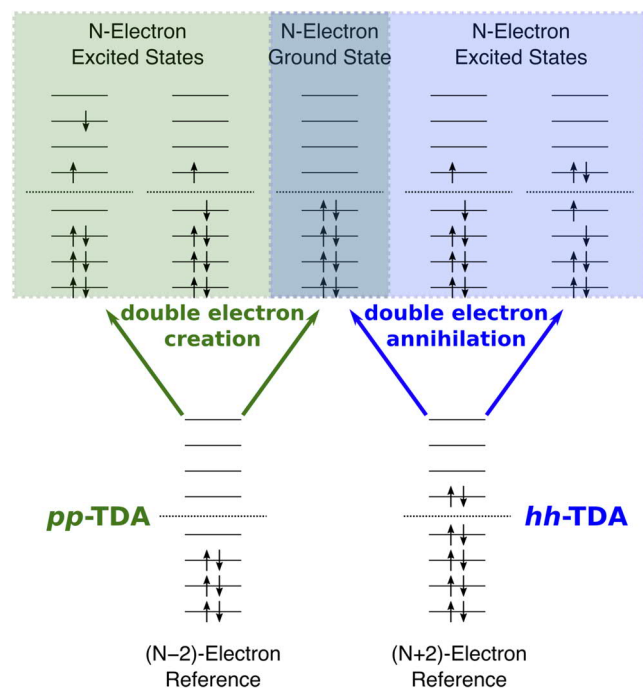 N-Electron
Excited States
N-Electron
Ground State
N-Electron
Excited States
double electron
creation
double electron
annihilation
pp-TDA
hh-TDA
(N−2)-Electron
Reference
(N+2)-Electron
Reference